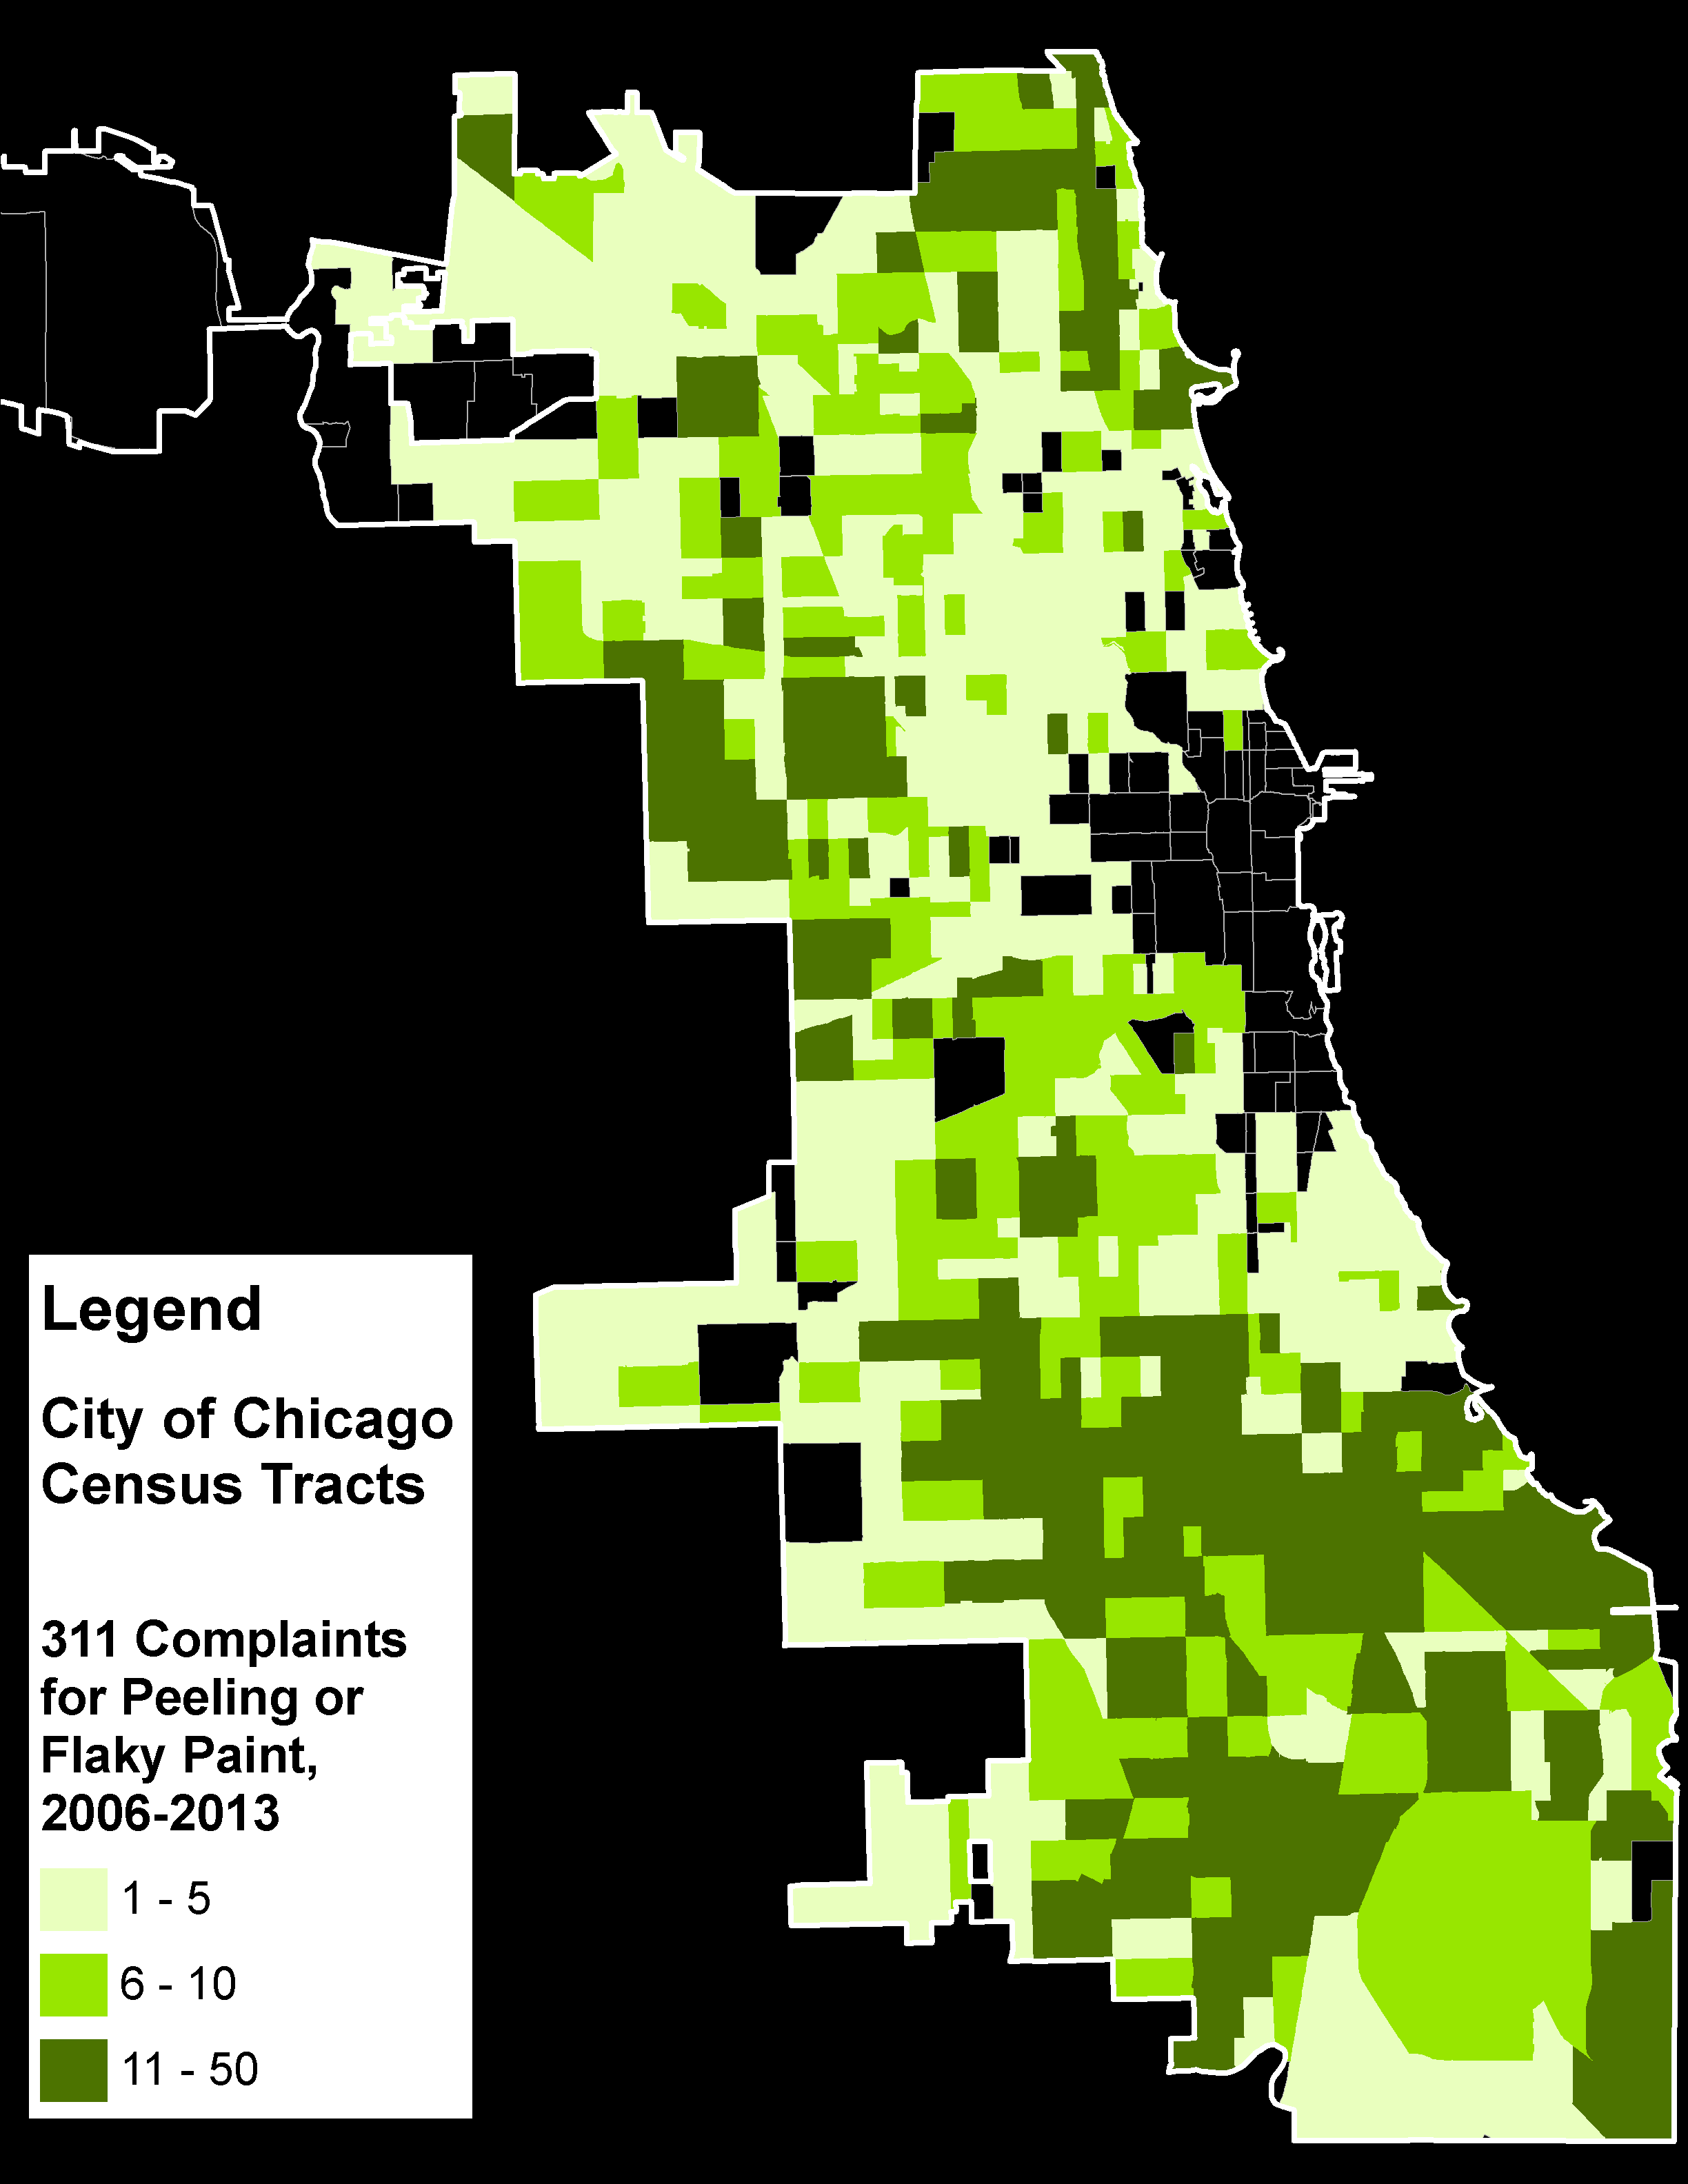 Legend
City of Chicago
Census Tracts
311 Complaints
for Peeling or
Flaky Paint,
2006-2013
1 - 5
6 - 10
11 - 50